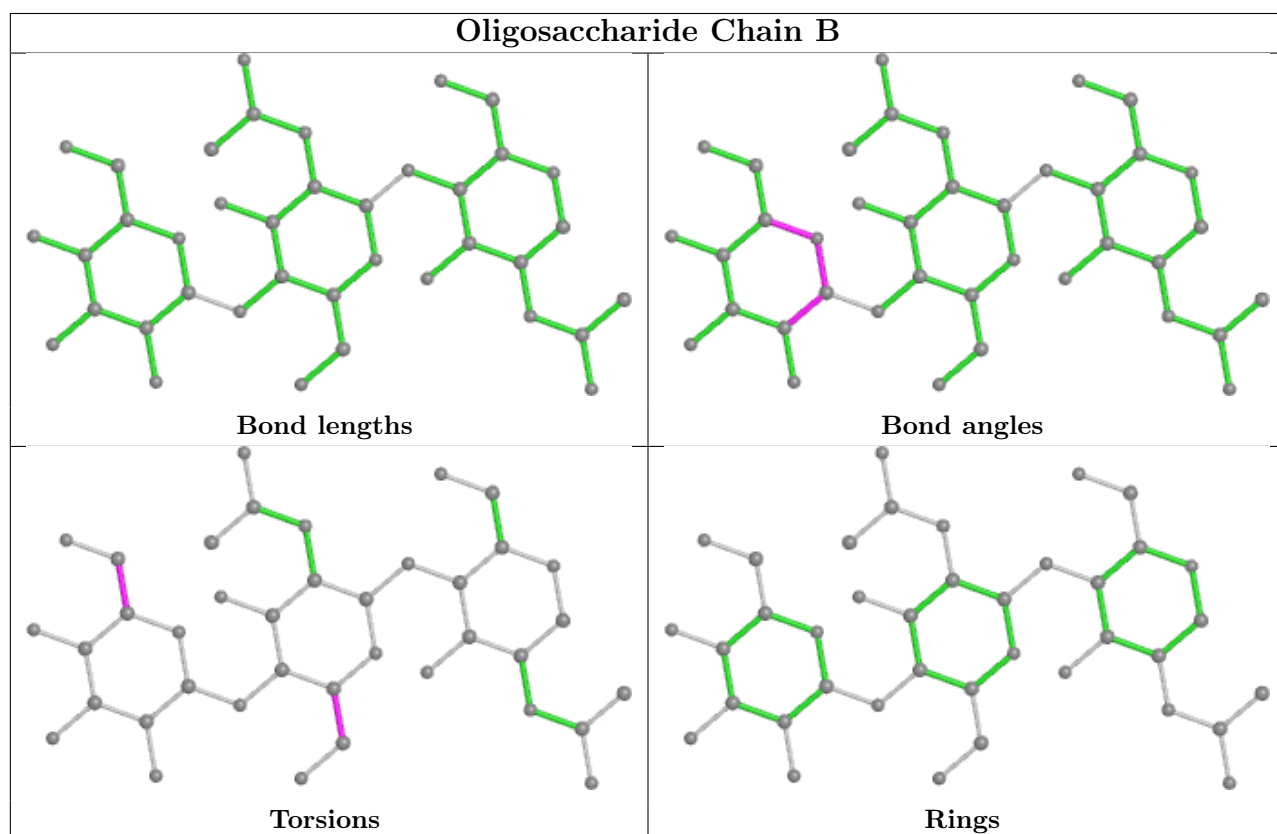 Oligosaccharide Chain B
Bond lengths
Bond angles
Torsions
Rings